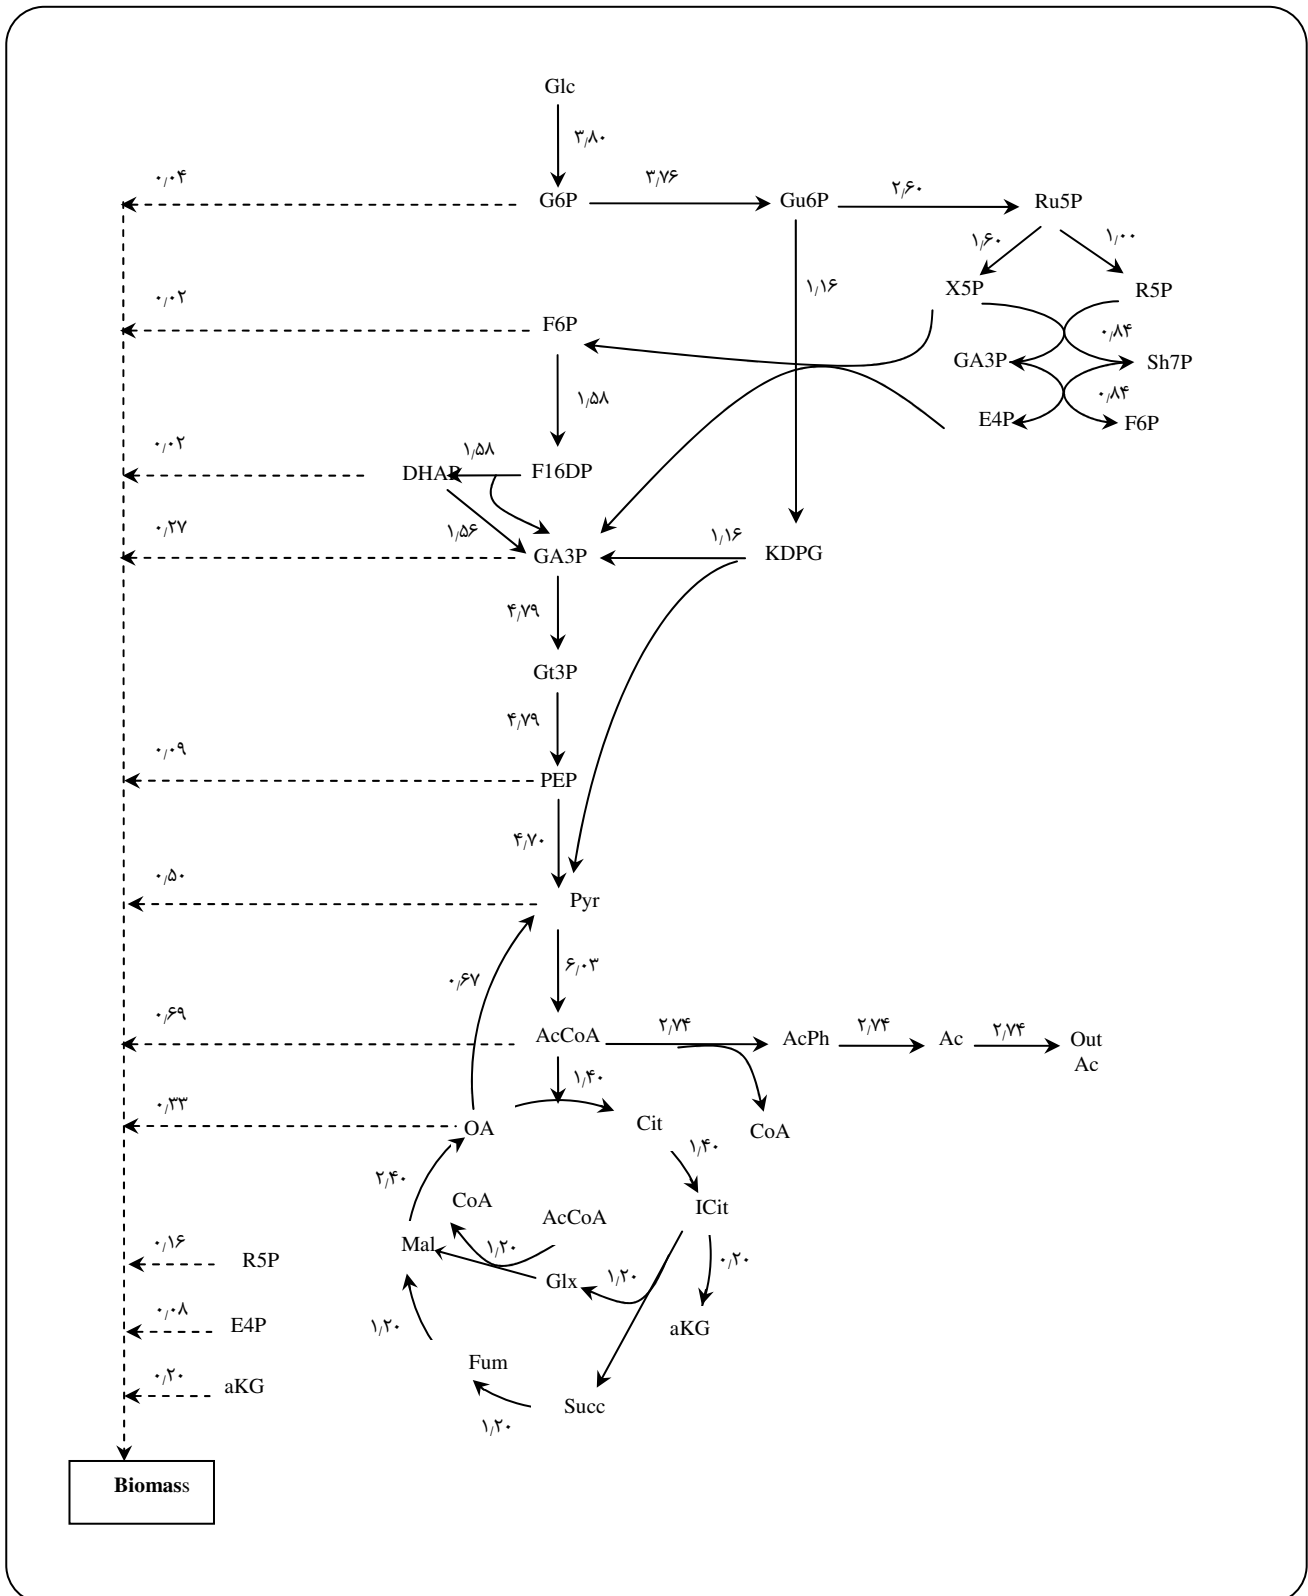 Glc
۳٫۸۰
۰٫۰۴
G6P
۳٫۷۶
Gu6P
۲٫۶۰
Ru5P
۱٫۶۰
۱٫۰۰
۱٫۱۶
X5P
R5P
۰٫۰۲
F6P
۰٫۸۴
GA3P
Sh7P
۱٫۵۸
۰٫۸۴
E4P
F6P
۰٫۰۲
۱٫۵۸
DHAP
F16DP
۰٫۲۷
۱٫۵۶
GA3P
۱٫۱۶
KDPG
۴٫۷۹
Gt3P
۴٫۷۹
۰٫۰۹
PEP
۴٫۷۰
۰٫۵۰
Pyr
۰٫۶۷
۶٫۰۳
۰٫۶۹
AcCoA
۲٫۷۴
AcPh
۲٫۷۴
Ac
۲٫۷۴
Out
Ac
۱٫۴۰
۰٫۳۳
OA
Cit
CoA
۱٫۴۰
۲٫۴۰
CoA
AcCoA
ICit
۰٫۱۶
R5P
Mal
۱٫۲۰
Glx
۱٫۲۰
۰٫۲۰
aKG
۰٫۰۸
E4P
۱٫۲۰
Fum
۰٫۲۰
aKG
Succ
۱٫۲۰
Biomass